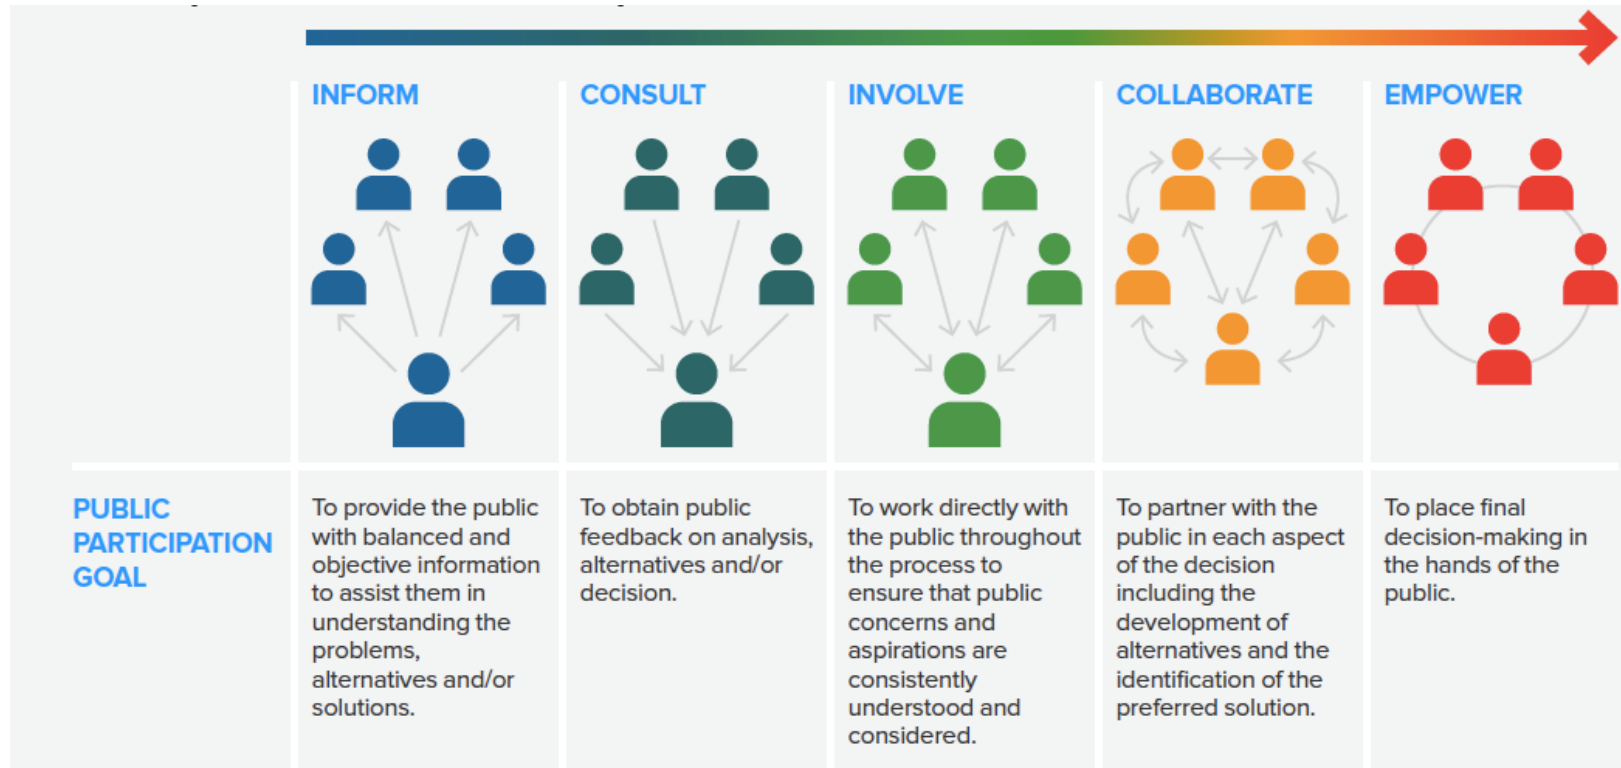 INFORM
CONSULT
INVOLVE
COLLABORATE
EMPOWER
PUBLIC
PARTICIPATION
GOAL
To provide the public
with balanced and
objective information
to assist them in
understanding the
problems,
alternatives and/or
solutions.
To obtain public
feedback on analysis,
alternatives and/or
decision.
To work directly with
the public throughout
the process to
ensure that public
concerns and
aspirations are
consistently
understood and
considered.
To partner with the
public in each aspect
of the decision
including the
development of
alternatives and the
identification of the
preferred solution.
To place final
decision-making in
the hands of the
public.